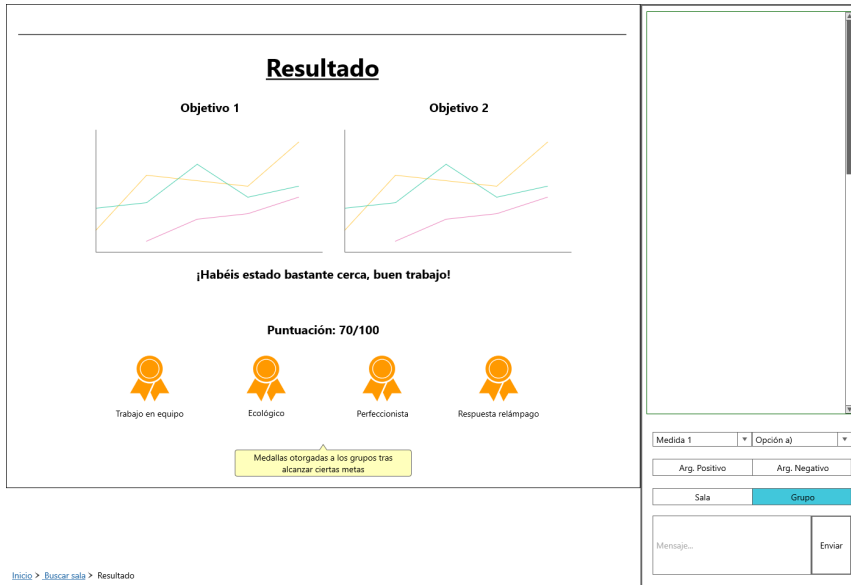 Resultado
Objetivo 1
Objetivo 2
¡Habéis estado bastante cerca, buen trabajo!
Puntuación: 70/100
Trabajo en equipo
Ecológico
Perfeccionista
Respuesta relámpago
Medallas otorgadas a los grupos tras
alcanzar ciertas metas
Inicio > Buscar sala > Resultado
Medida 1
Opción a)
Arg. Positivo
Arg. Negativo
Sala
Grupo
Mensaje...
Enviar